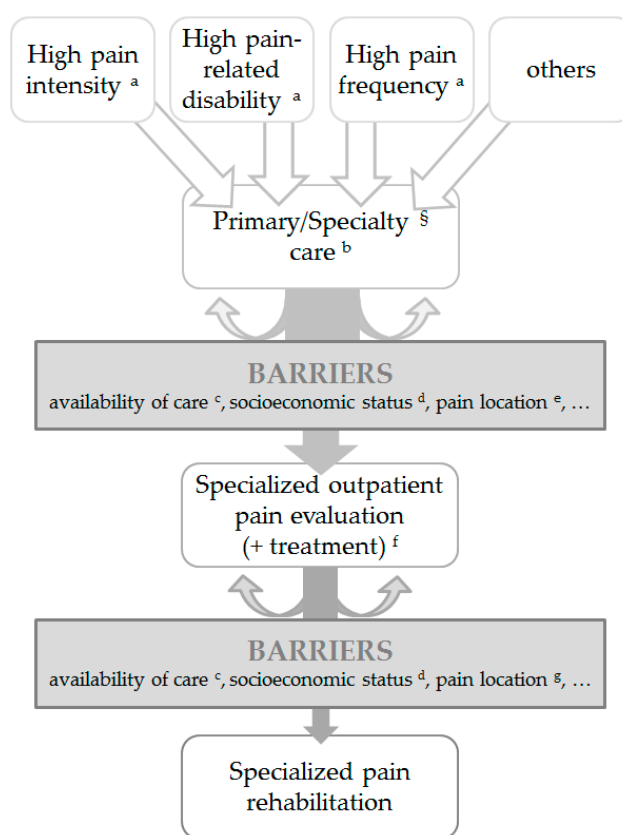 High pain
intensity ᵃ
High pain-
related
disability ᵃ
High pain
frequency ᵃ
others
Primary/Specialty §
care ᵇ
BARRIERS
availability of care ᶜ, socioeconomic status ᵈ, pain location ᵉ, …
Specialized outpatient
pain evaluation
(+ treatment) ᶠ
BARRIERS
availability of care ᶜ, socioeconomic status ᵈ, pain location ᵍ, …
Specialized pain
rehabilitation